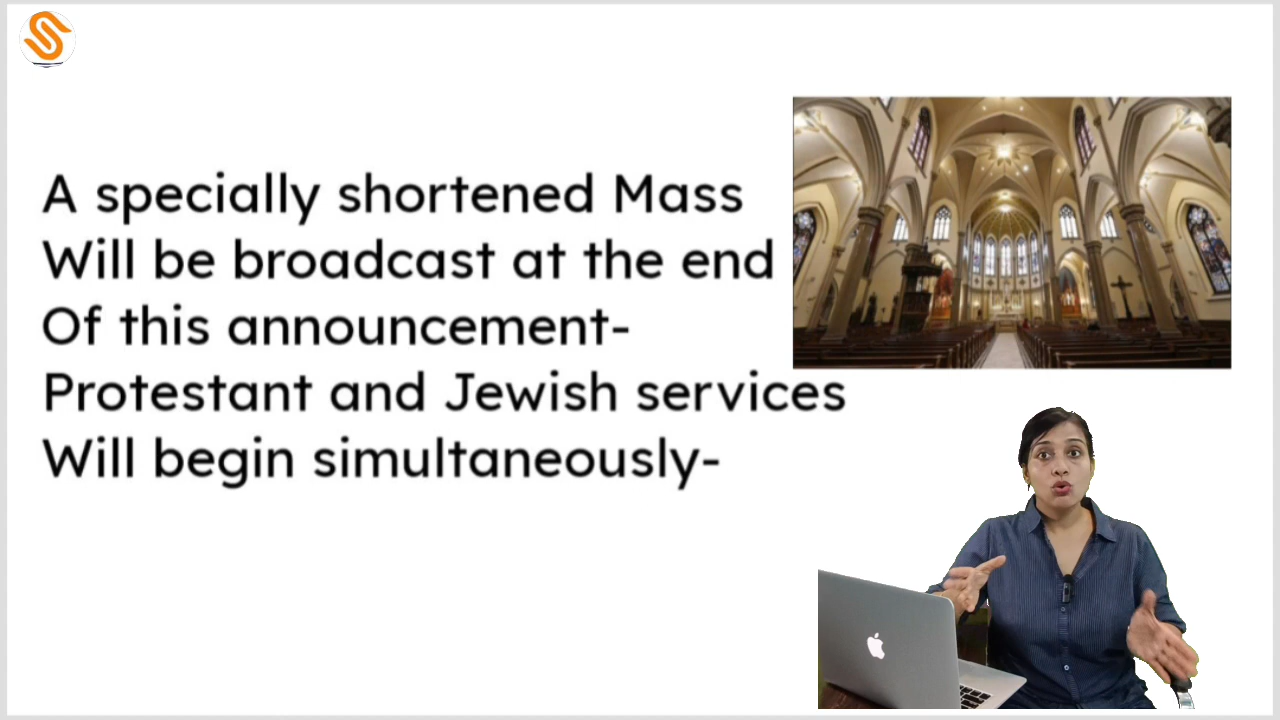 A specially shortened Mass
Will be broadcast at the end
Of this announcement-
Protestant and Jewish services
Will begin simultaneously-